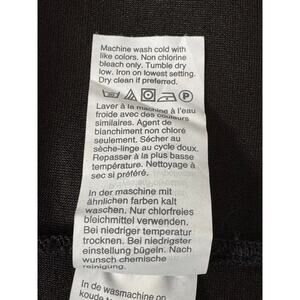 Machine wash cold with
like colors. Non chlorine
bleach only. Tumble dry
low. Iron on lowest setting.
Dry clean if preferred.
P
Laver à la machine à l'eau
froide avec des couleurs
similaires. Agent de
blanchiment non chloré
seulement. Sécher au
sèche-linge au cycle doux.
Repasser à la plus basse
température. Nettoyage à
sec si préféré.
In der maschine mit
ähnlichen farben kalt
waschen. Nur chlorfreies
bleichmittel verwenden.
Bei niedriger temperatur
trocknen. Bei niedrigster
einstellung bügeln. Nach
wunsch chemische
reinigung.
In de wasmachine op
koude